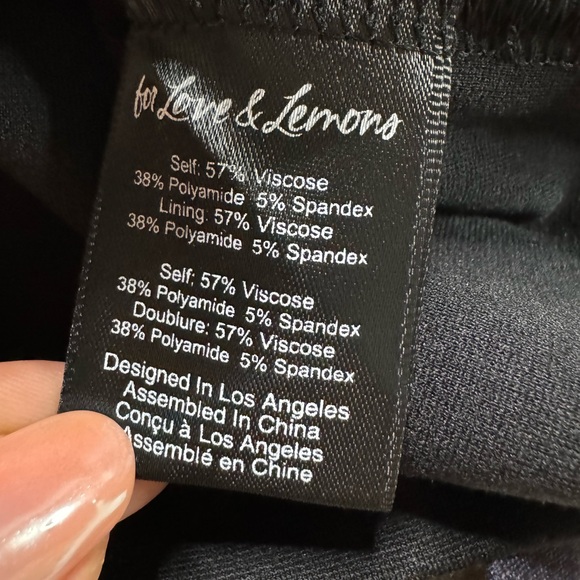 for Love & Lemons
Self: 57% Viscose
38% Polyamide 5% Spandex
Lining: 57% Viscose
38% Polyamide 5% Spandex
Self: 57% Viscose
38% Polyamide 5% Spandex
Doublure: 57% Viscose
38% Polyamide 5% Spandex
Designed In Los Angeles
Assembled In China
Conçu à Los Angeles
Assemblé en Chine